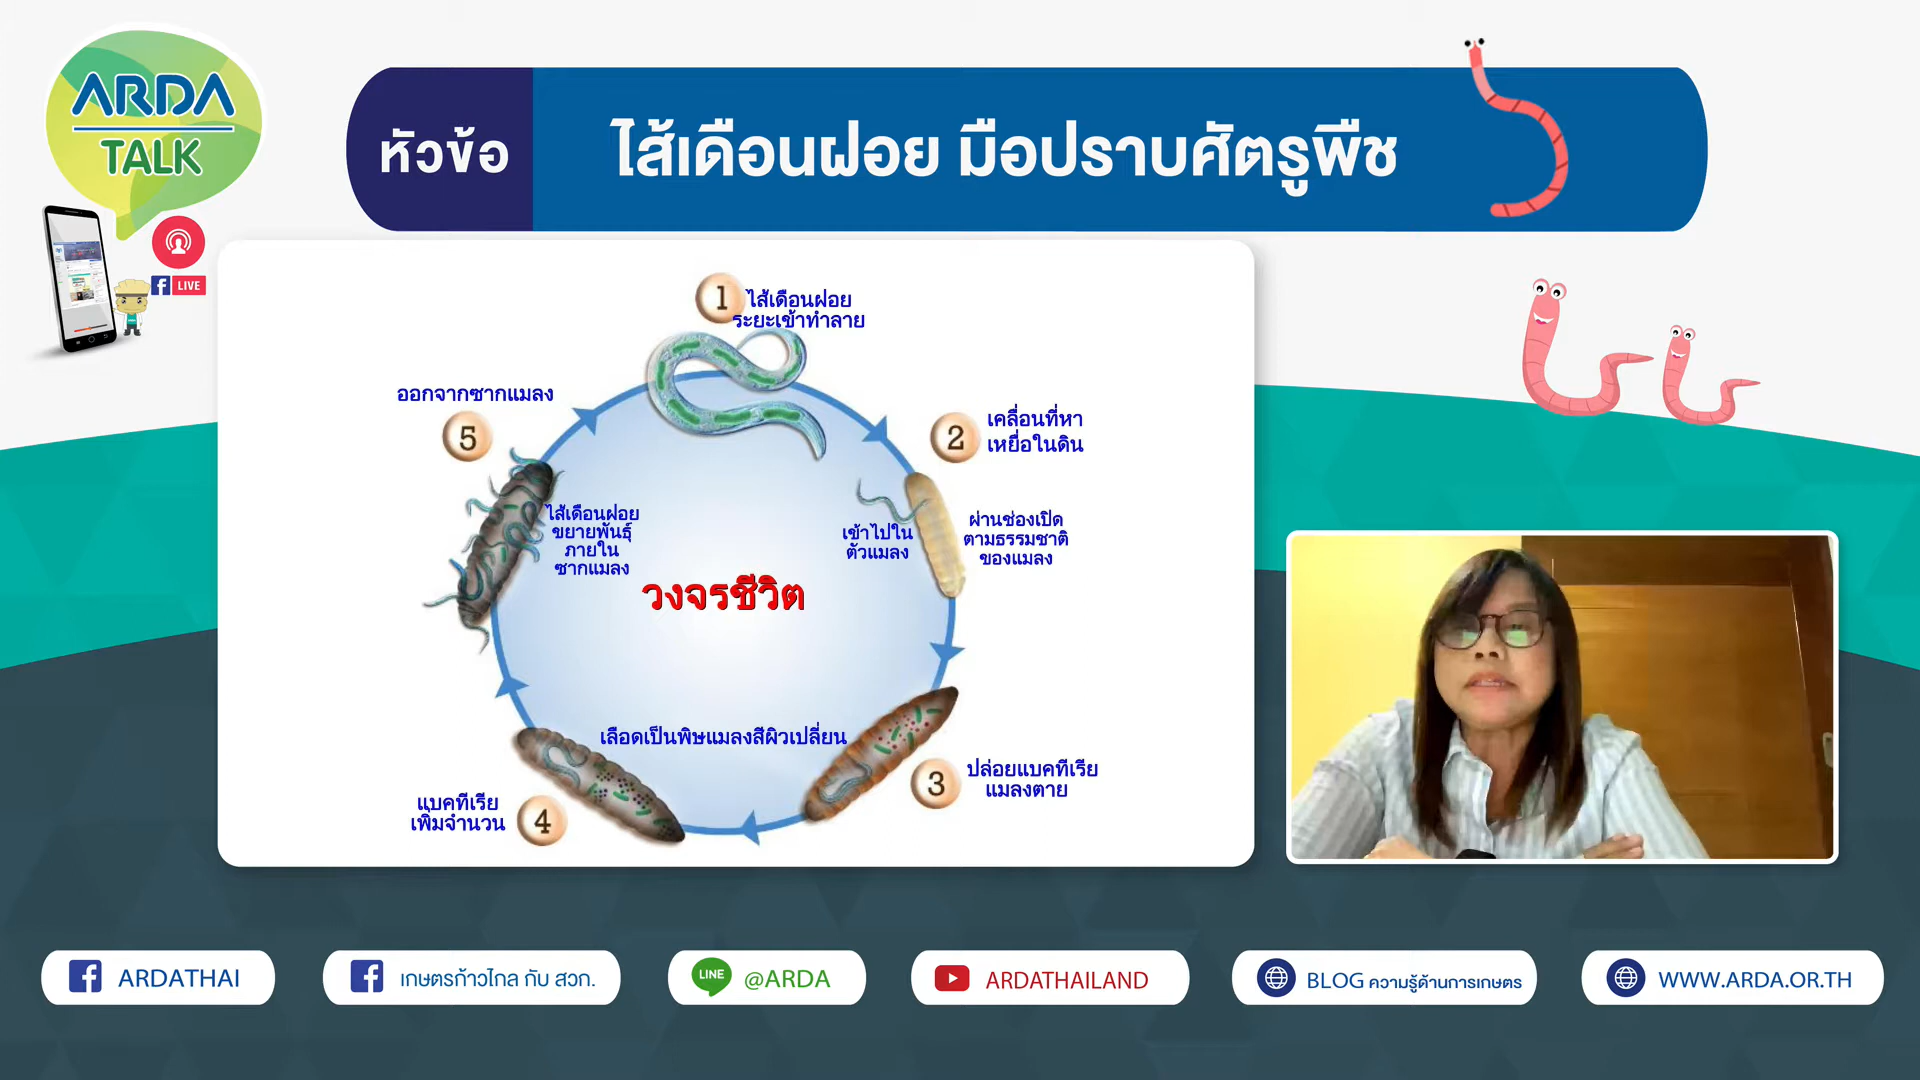 ARDA
TALK
หัวข้อ
ไส้เดือนฝอย มือปราบศัตรูพืช
LIVE
1
ไส้เดือนฝอย
ระยะเข้าทำลาย
2
เคลื่อนที่หา
เหยื่อในดิน
เข้าไปใน
ตัวแมลง
ผ่านช่องเปิด
ตามธรรมชาติ
ของแมลง
3
ปล่อยแบคทีเรีย
แมลงตาย
เลือดเป็นพิษแมลงสีผิวเปลี่ยน
4
แบคทีเรีย
เพิ่มจำนวน
5
ออกจากซากแมลง
ไส้เดือนฝอย
ขยายพันธุ์
ภายใน
ซากแมลง
วงจรชีวิต
ARDATHAI
เกษตรก้าวไกล กับ สวก.
LINE
@ARDA
ARDATHAILAND
BLOG ความรู้ด้านการเกษตร
WWW.ARDA.OR.TH